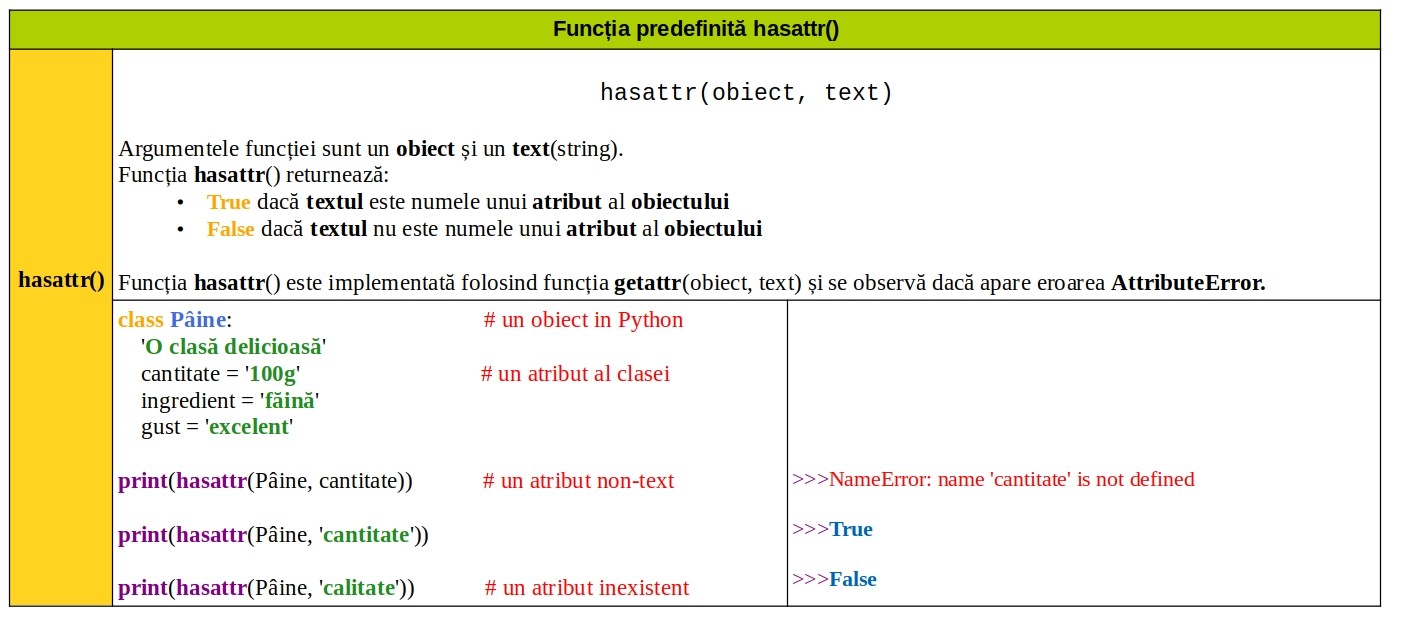 Funcția predefinită hasattr()
hasattr(obiect, text)
Argumentele funcției sunt un obiect și un text(string).
Funcția hasattr() returnează:
• True dacă textul este numele unui atribut al obiectului
• False dacă textul nu este numele unui atribut al obiectului
hasattr()
Funcția hasattr() este implementată folosind funcția getattr(object, text) și se observă dacă apare eroarea AttributeError.
class Pâine: # un obiect in Python
'O clasă delicioasă'
cantitate = '100g' # un atribut al clasei
ingredient = 'făină'
gust = 'excelent'
print(hasattr(Pâine, cantitate)) # un atribut non-text
>>>NameError: name 'cantitate' is not defined
print(hasattr(Pâine, 'cantitate'))
>>>True
print(hasattr(Pâine, 'calitate')) # un atribut inexistent
>>>False